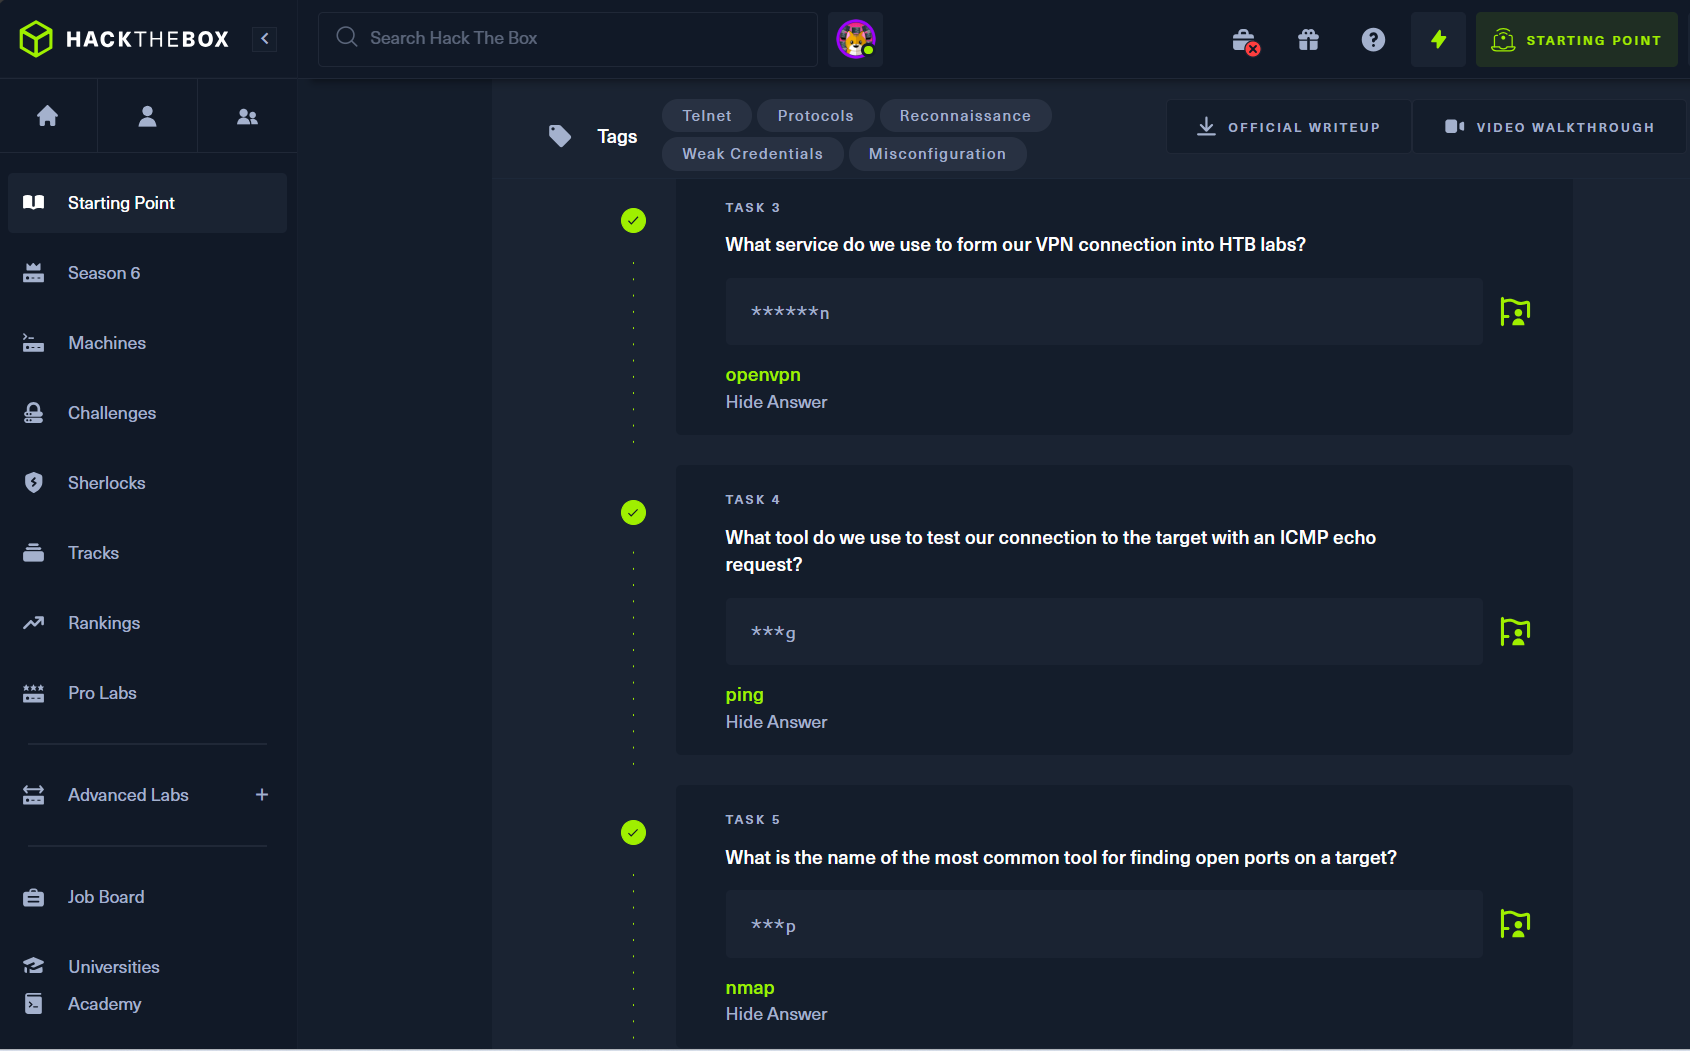 HACKTHEBOX
Search Hack The Box
STARTING POINT
Starting Point
Season 6
Machines
Challenges
Sherlocks
Tracks
Rankings
Pro Labs
Advanced Labs
Job Board
Universities
Academy
Tags
Telnet Protocols Reconnaissance
Weak Credentials Misconfiguration
OFFICIAL WRITEUP VIDEO WALKTHROUGH
TASK 3
What service do we use to form our VPN connection into HTB labs?
******n
openvpn
Hide Answer
TASK 4
What tool do we use to test our connection to the target with an ICMP echo
request?
***g
ping
Hide Answer
TASK 5
What is the name of the most common tool for finding open ports on a target?
***p
nmap
Hide Answer